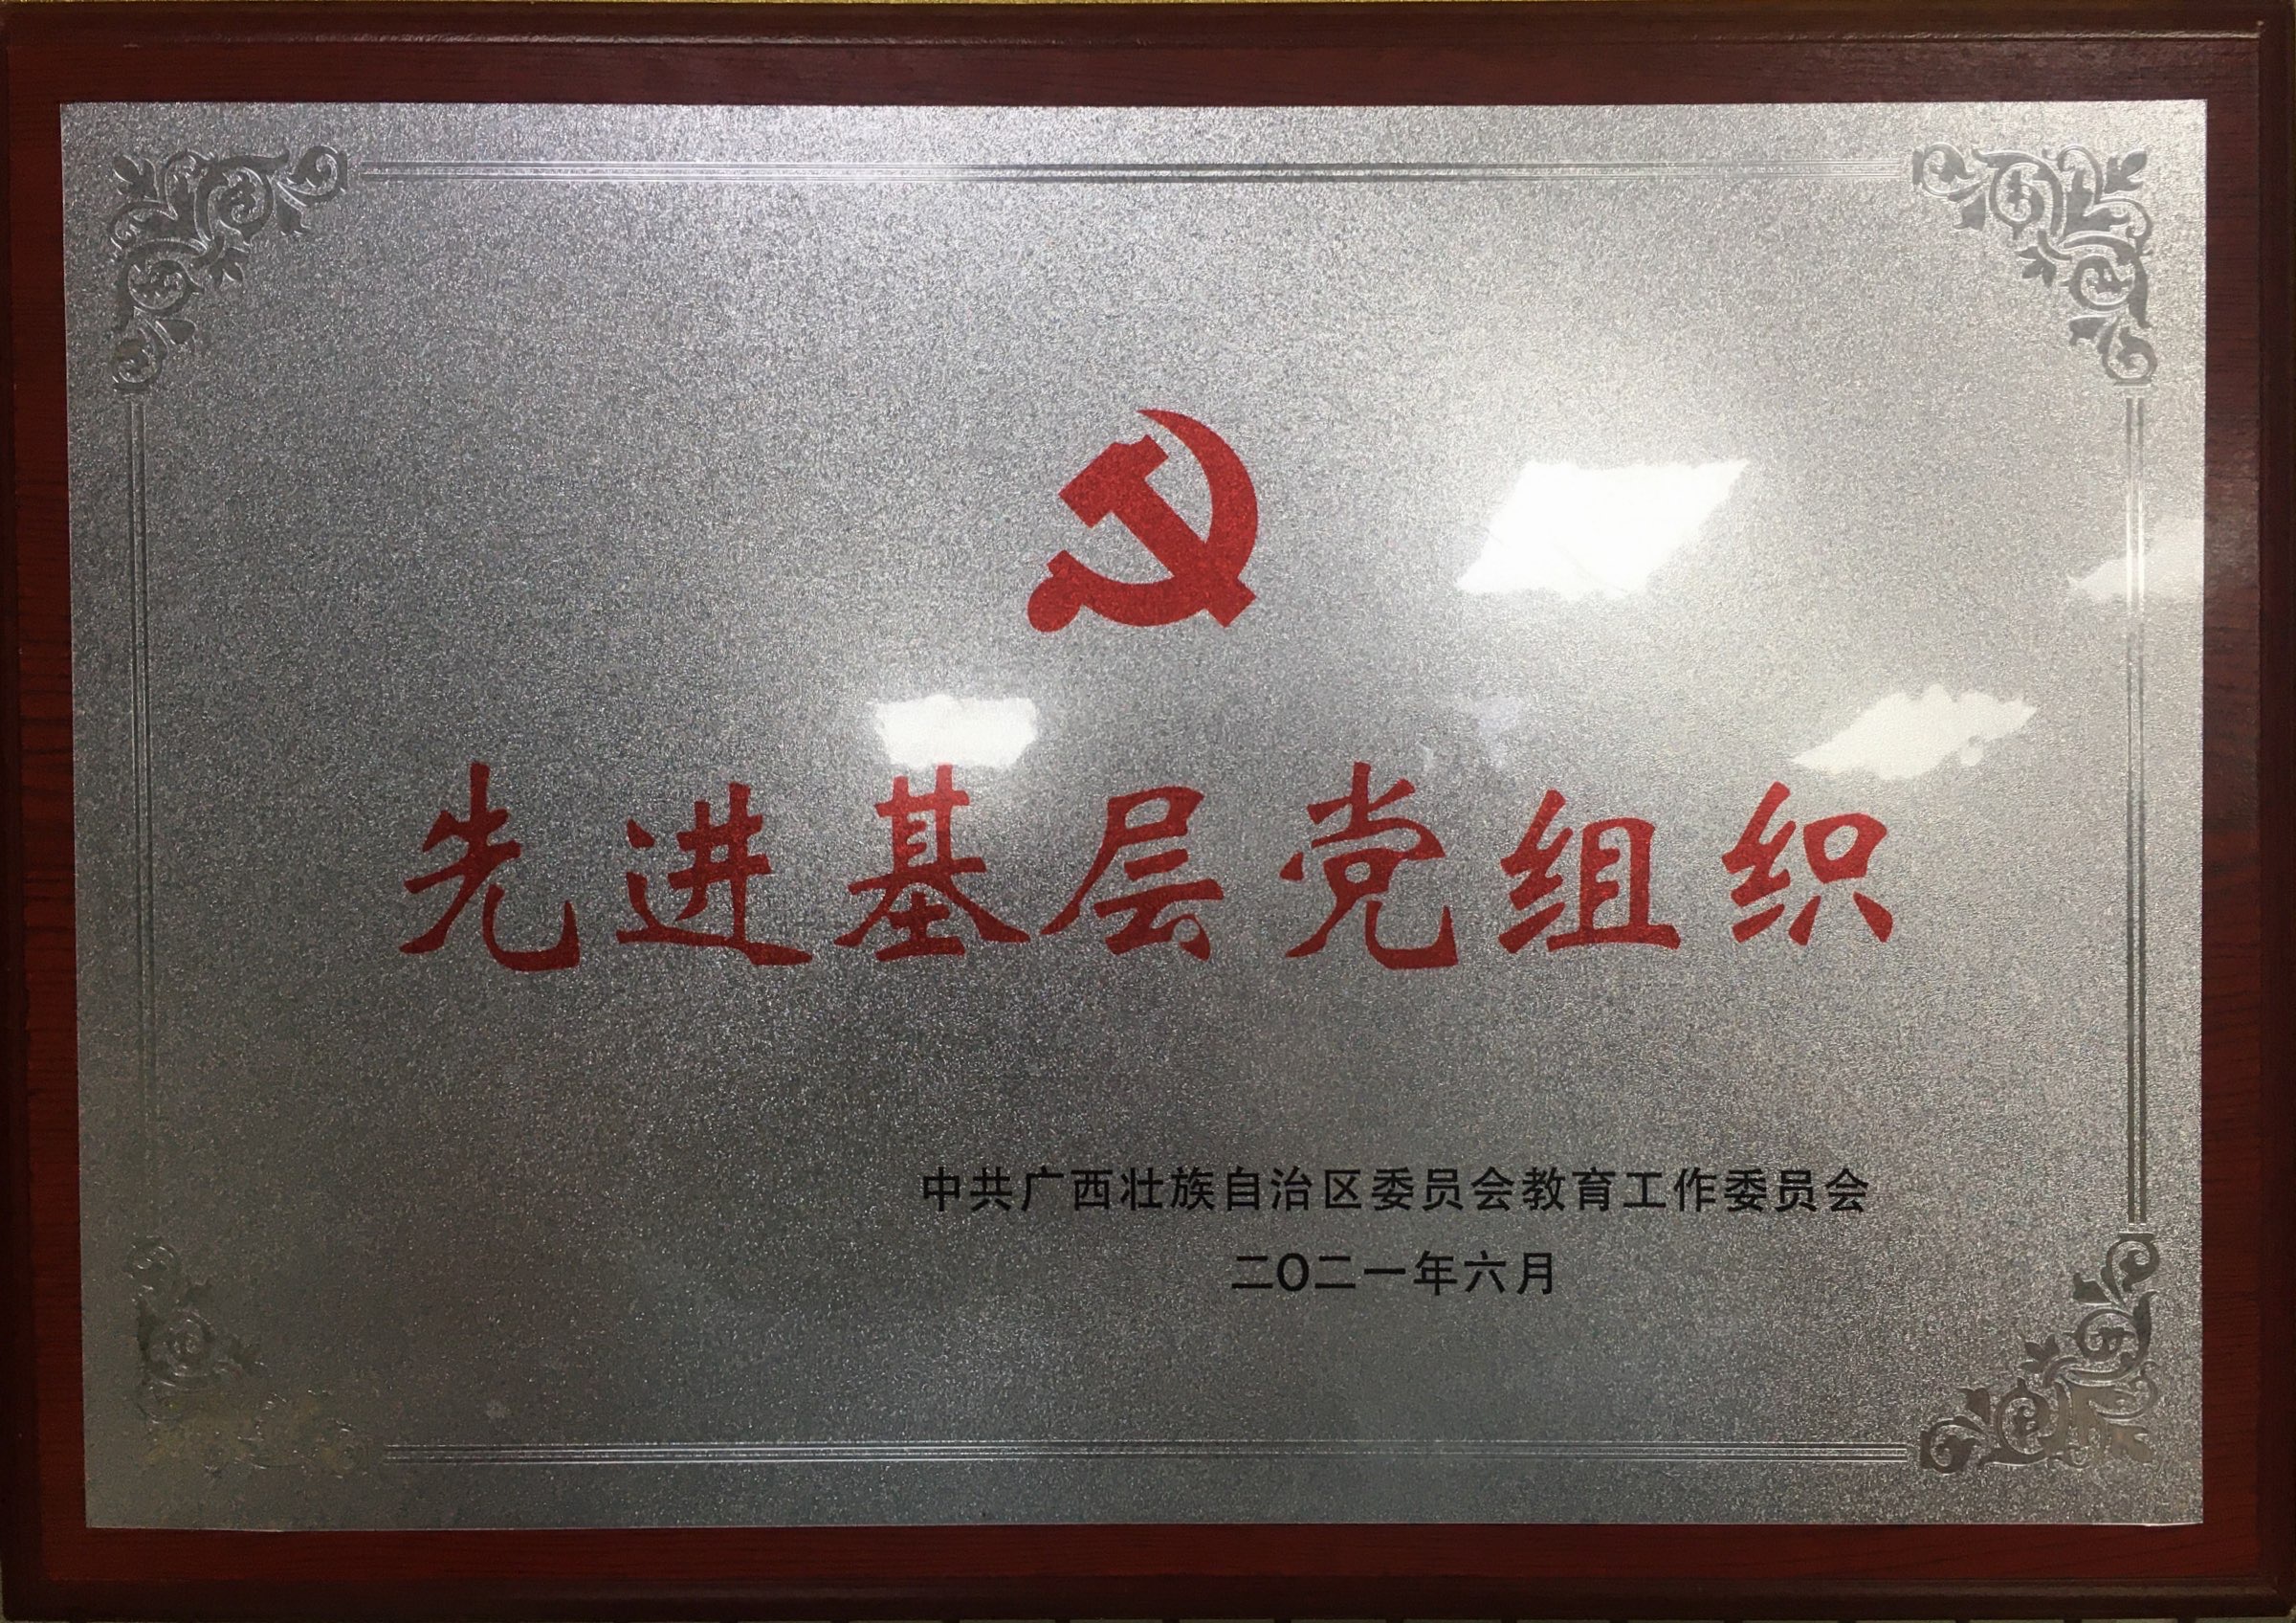 先进基层党组织
中共广西壮族自治区委员会教育工作委员会
二〇二一年六月